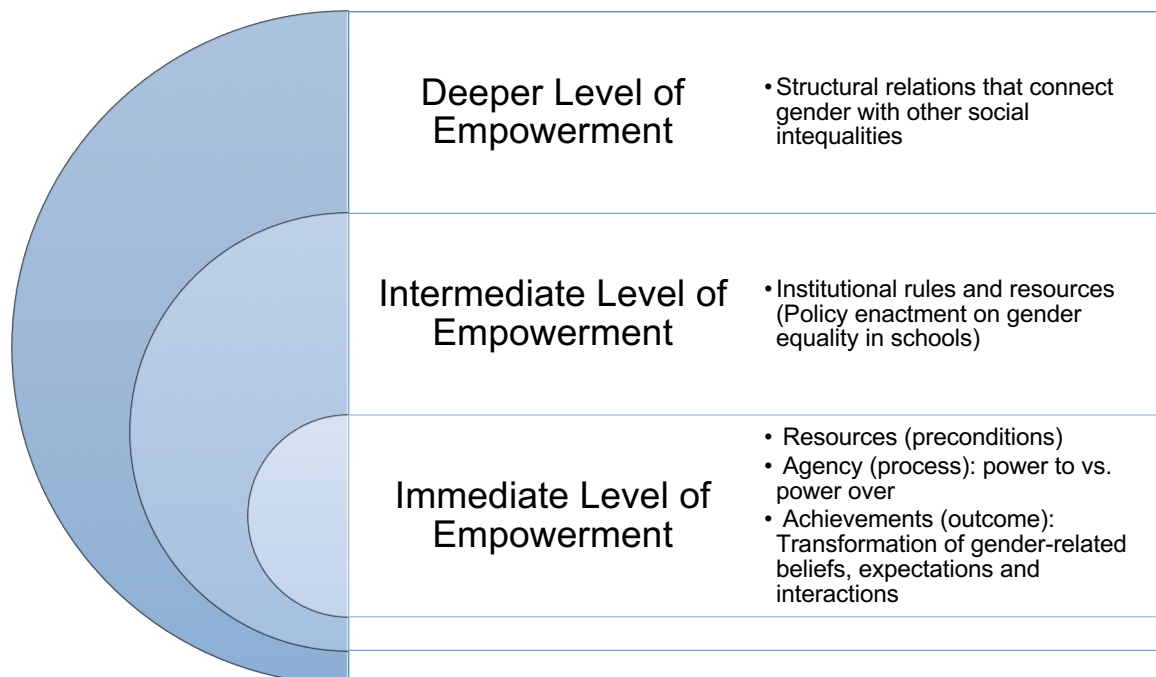 Deeper Level of
Empowerment
• Structural relations that connect
gender with other social
intequalities
Intermediate Level of
Empowerment
• Institutional rules and resources
(Policy enactment on gender
equality in schools)
Immediate Level of
Empowerment
• Resources (preconditions)
• Agency (process): power to vs.
power over
• Achievements (outcome):
Transformation of gender-related
beliefs, expectations and
interactions